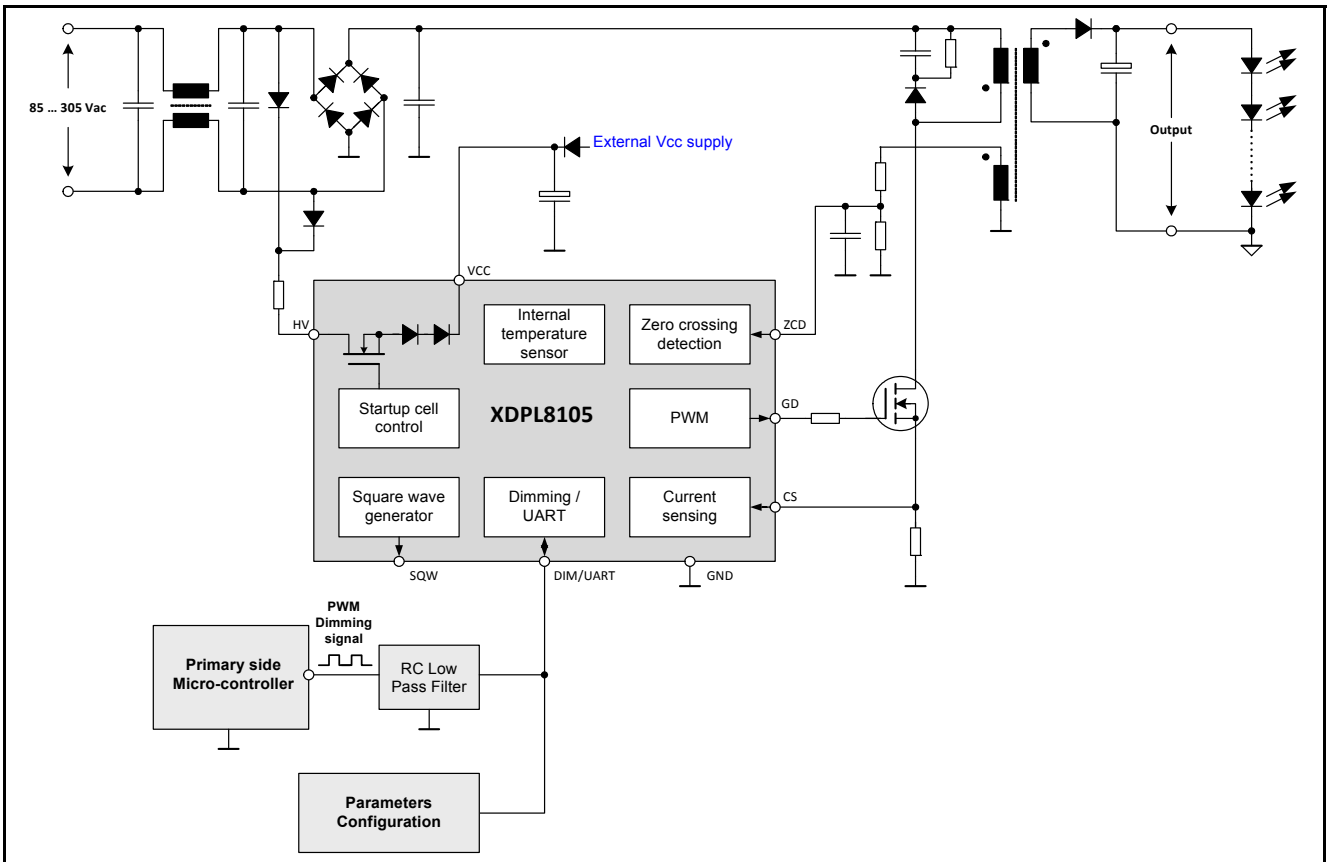 85 ... 305 Vac
External Vcc supply
Output
VCC
HV
Internal
temperature
sensor
Zero crossing
detection
ZCD
Startup cell
control
XDPL8105
PWM
GD
Square wave
generator
Dimming /
UART
Current
sensing
CS
SQW
DIM/UART
GND
PWM
Dimming
signal
Primary side
Micro-controller
RC Low
Pass Filter
Parameters
Configuration